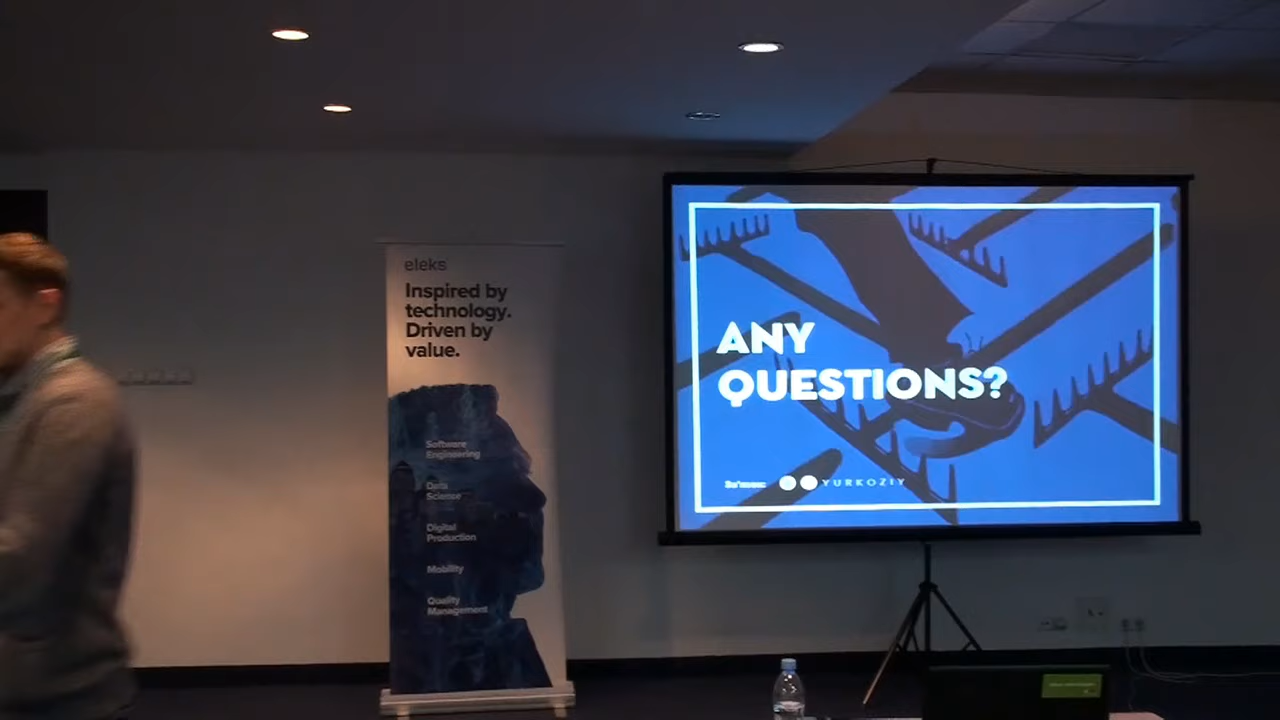 eleks
Inspired by
technology.
Driven by
value.
Software
Engineering
Data
Science
Digital
Production
Mobility
Quality
Management
ANY
QUESTIONS?
YURKOZIY